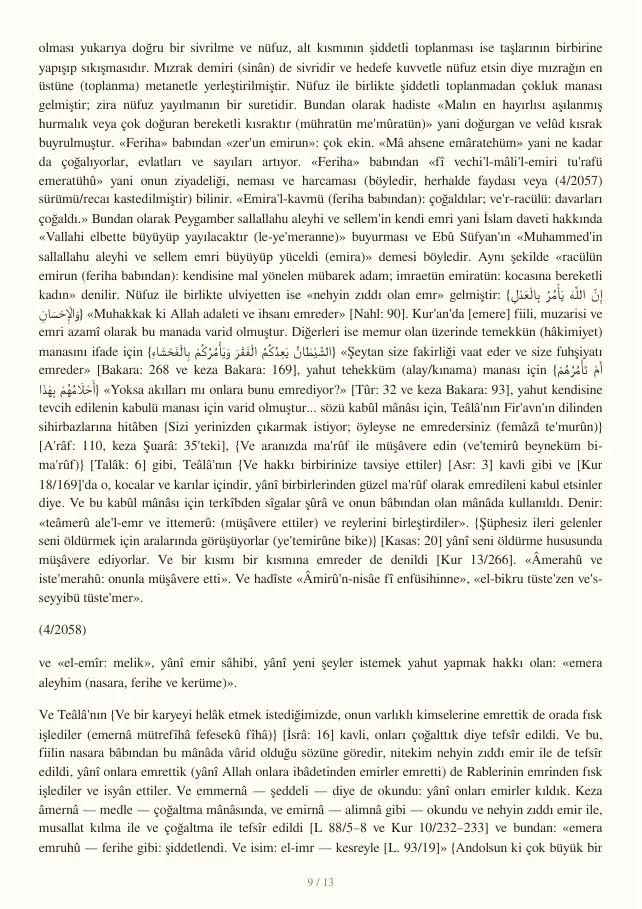 olması yukarıya doğru bir sivrilme ve nüfuz, alt kısmının şiddetli toplanması ise taşlarının birbirine
yapışıp sıkışmasıdır. Mızrak demiri (sinân) de sivridir ve hedefe kuvvetle nüfuz etsin diye mızrağın en
üstüne (toplanma) metanetle yerleştirilmiştir. Nüfuz ile birlikte şiddetli toplanmadan çokluk manası
gelmiştir; zira nüfuz yayılmanın bir suretidir. Bundan olarak hadiste «Malın en hayırlısı aşılanmış
hurmalık veya çok doğuran bereketli kısraktır (mühratün me'mûratün)» yani doğurgan ve velûd kısrak
buyrulmuştur. «Feriha» babından «zer'un emirun»: çok ekin. «Mâ ahsene emâratehüm» yani ne kadar
da çoğalıyorlar, evlatları ve sayıları artıyor. «Feriha» babından «fî vechi'l-mâli'l-emiri tu'rafü
emeratühû» yani onun ziyadeliği, neması ve harcaması (böyledir, herhalde faydası veya (4/2057)
sürümü/recaı kastedilmiştir) bilinir. «Emira'l-kavmü (feriha babından): çoğaldılar; ve'r-racülü: davarları
çoğaldı.» Bundan olarak Peygamber sallallahu aleyhi ve sellem'in kendi emri yani İslam daveti hakkında
«Vallahi elbette büyüyüp yayılacaktır (le-ye'meranne)» buyurması ve Ebû Süfyan'ın «Muhammed'in
sallallahu aleyhi ve sellem emri büyüyüp yüceldi (emira)» demesi böyledir. Aynı şekilde «racülün
emirun (feriha babından): kendisine mal yönelen mübarek adam; imraetün emiratün: kocasına bereketli
kadın» denilir. Nüfuz ile birlikte ulviyetten ise «nehyin zıddı olan emr» gelmiştir: {إِنَّ اللَّهَ يَأْمُرُ بِالْعَدْلِ
وَالْإِحْسَانِ} «Muhakkak ki Allah adaleti ve ihsanı emreder» [Nahl: 90]. Kur'an'da [emere] fiili, muzarisi ve
emri azamî olarak bu manada varid olmuştur. Diğerleri ise memur olan üzerinde temekkün (hâkimiyet)
manasını ifade için {الشَّيْطَانُ يَعِدُكُمُ الْفَقْرَ وَيَأْمُرُكُمْ بِالْفَحْشَاءِ} «Şeytan size fakirliği vaat eder ve size fuhşiyatı
emreder» [Bakara: 268 ve keza Bakara: 169], yahut tehekküm (alay/kınama) manası için {أَمْ تَأْمُرُهُمْ
أَحْلَامُهُمْ بِهَذَا} «Yoksa akılları mı onlara bunu emrediyor?» [Tûr: 32 ve keza Bakara: 93], yahut kendisine
tevcih edilenin kabulü manası için varid olmuştur... sözü kabûl mânâsı için, Teâlâ'nın Fir'avn'ın dilinden
sihirbazlarına hitâben {Sizi yerinizden çıkarmak istiyor; öyleyse ne emredersiniz (femâzâ te'murûn)}
[A'râf: 110, keza Şuarâ: 35'teki], {Ve aranızda ma'rûf ile müşâvere edin (ve'temirû beyneküm bi-
ma'rûf)} [Talâk: 6] gibi, Teâlâ'nın {Ve hakkı birbirinize tavsiye ettiler} [Asr: 3] kavli gibi ve [Kur
18/169]'da o, kocalar ve karılar içindir, yânî birbirlerinden güzel ma'rûf olarak emredileni kabul etsinler
diye. Ve bu kabûl mânâsı için terkîbden sîgalar şûrâ ve onun bâbından olan mânâda kullanıldı. Denir:
«teâmerû ale'l-emr ve ittemerû: (müşâvere ettiler) ve reylerini birleştirdiler». {Şüphesiz ileri gelenler
seni öldürmek için aralarında görüşüyorlar (ye'temirûne bike)} [Kasas: 20] yânî seni öldürme hususunda
müşâvere ediyorlar. Ve bir kısmı bir kısmına emreder de denildi [Kur 13/266]. «Âmerahû ve
iste'merahû: onunla müşâvere etti». Ve hadîste «Âmirû'n-nisâe fî enfüsihinne», «el-bikru tüste'zen ve's-
seyyibü tüste'mer».
(4/2058)
ve «el-emîr: melik», yânî emir sâhibi, yânî yeni şeyler istemek yahut yapmak hakkı olan: «emera
aleyhim (nasara, ferihe ve kerüme)».
Ve Teâlâ'nın {Ve bir karyeyi helâk etmek istediğimizde, onun varlıklı kimselerine emrettik de orada fısk
işlediler (emernâ mütrefîhâ fefesekû fîhâ)} [İsrâ: 16] kavli, onları çoğalttık diye tefsîr edildi. Ve bu,
fiilin nasara bâbından bu mânâda vârid olduğu sözüne göredir, nitekim nehyin zıddı emir ile de tefsîr
edildi, yânî onlara emrettik (yânî Allah onlara ibâdetinden emirler emretti) de Rablerinin emrinden fısk
işlediler ve isyân ettiler. Ve emmernâ — şeddeli — diye de okundu: yânî onları emirler kıldık. Keza
âmernâ — medle — çoğaltma mânâsında, ve emirnâ — alimnâ gibi — okundu ve nehyin zıddı emir ile,
musallat kılma ile ve çoğaltma ile tefsîr edildi [L 88/5–8 ve Kur 10/232–233] ve bundan: «emera
emruhû — ferihe gibi: şiddetlendi. Ve isim: el-imr — kesreyle [L. 93/19]» {Andolsun ki çok büyük bir
9 / 13